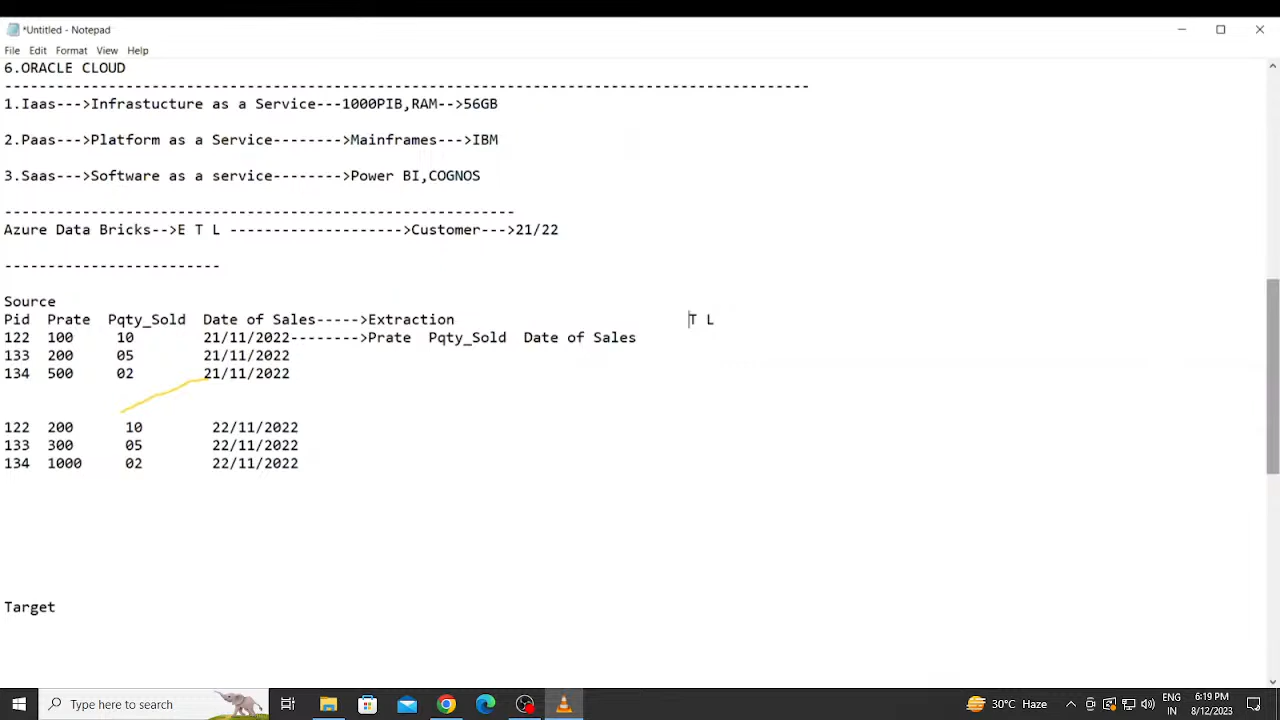 *Untitled - Notepad
File Edit Format View Help
6.ORACLE CLOUD
---------------------------------------------------------------------------------------------
1.Iaas--->Infrastucture as a Service---1000PIB,RAM-->56GB
2.Paas--->Platform as a Service-------->Mainframes--->IBM
3.Saas--->Software as a service-------->Power BI,COGNOS
-----------------------------------------------------------
Azure Data Bricks-->E T L -------------------->Customer--->21/22
-------------------------
Source
Pid Prate Pqty_Sold Date of Sales----->Extraction T L
122 100 10 21/11/2022-------->Prate Pqty_Sold Date of Sales
133 200 05 21/11/2022
134 500 02 21/11/2022
122 200 10 22/11/2022
133 300 05 22/11/2022
134 1000 02 22/11/2022
Target
Type here to search
30°C Haze
ENG
IN
6:19 PM
8/12/2023